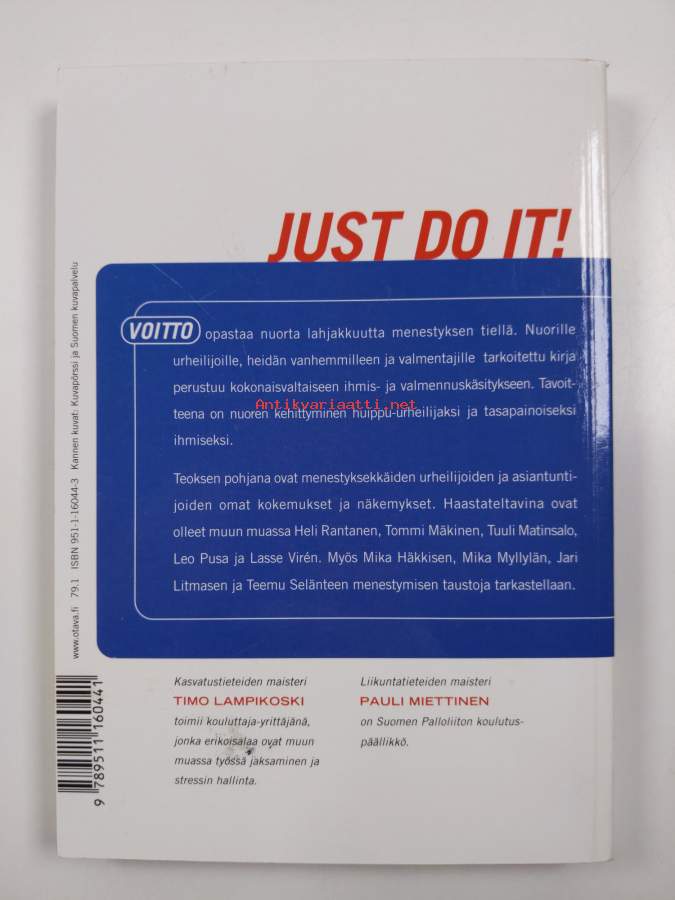 JUST DO IT!
VOITTO opastaa nuorta lahjakkuutta menestyksen tiellä. Nuorille
urheilijoille, heidän vanhemmilleen ja valmentajille tarkoitettu kirja
perustuu kokonaisvaltaiseen ihmis- ja valmennuskäsitykseen. Tavoit-
teena on nuoren kehittyminen huippu-urheilijaksi ja tasapainoiseksi
ihmiseksi.
Antikvariaatti.net
Teoksen pohjana ovat menestyksekkäiden urheilijoiden ja asiantunti-
joiden omat kokemukset ja näkemykset. Haastateltavina ovat
olleet muun muassa Heli Rantanen, Tommi Mäkinen, Tuuli Matinsalo,
Leo Pusa ja Lasse Virén. Myös Mika Häkkisen, Mika Myllylän, Jari
Litmasen ja Teemu Selänteen menestymisen taustoja tarkastellaan.
Kasvatustieteiden maisteri
TIMO LAMPIKOSKI
toimii kouluttaja-yrittäjänä,
jonka erikoisalaa ovat muun
muassa työssä jaksaminen ja
stressin hallinta.
Liikuntatieteiden maisteri
PAULI MIETTINEN
on Suomen Palloliiton koulutus-
päällikkö.
www.otava.fi 79.1 ISBN 951-1-16044-3 Kannen kuvat: Kuvapörssi ja Suomen kuvapalvelu
9 789511 160441